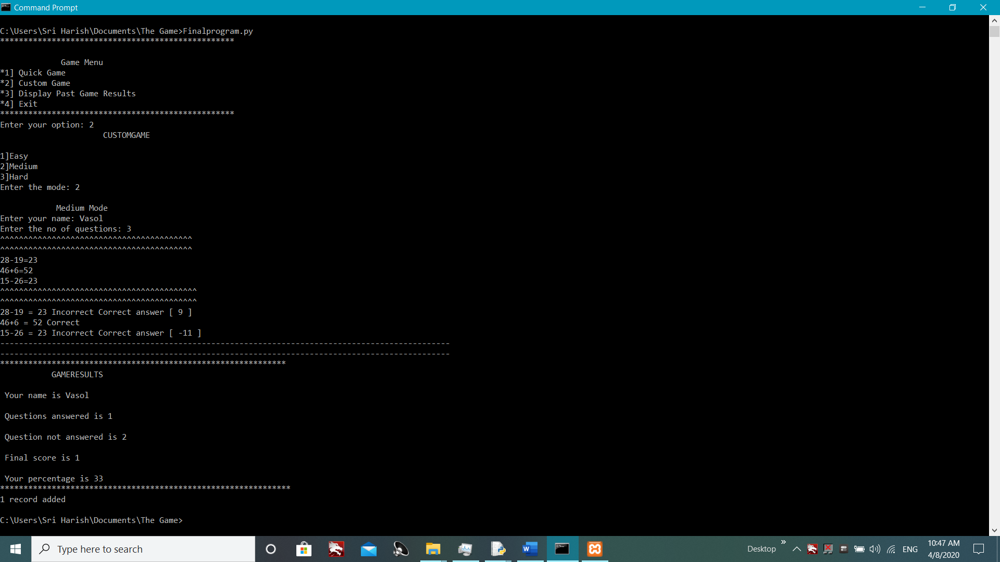 Command Prompt
C:\Users\Sri Harish\Documents\The Game>Finalprogram.py
**************************************************
Game Menu
*1] Quick Game
*2] Custom Game
*3] Display Past Game Results
*4] Exit
**************************************************
Enter your option: 2
CUSTOMGAME
1]Easy
2]Medium
3]Hard
Enter the mode: 2
Medium Mode
Enter your name: Vasol
Enter the no of questions: 3
^^^^^^^^^^^^^^^^^^^^^^^^^^^^^^^^^^^^^^^^^
^^^^^^^^^^^^^^^^^^^^^^^^^^^^^^^^^^^^^^^^^
28-19=23
46+6=52
15-26=23
^^^^^^^^^^^^^^^^^^^^^^^^^^^^^^^^^^^^^^^^^^
^^^^^^^^^^^^^^^^^^^^^^^^^^^^^^^^^^^^^^^^^^
28-19 = 23 Incorrect Correct answer [ 9 ]
46+6 = 52 Correct
15-26 = 23 Incorrect Correct answer [ -11 ]
------------------------------------------------------------------------------------------------
------------------------------------------------------------------------------------------------
*************************************************************
GAMERESULTS
Your name is Vasol
Questions answered is 1
Question not answered is 2
Final score is 1
Your percentage is 33
**************************************************************
1 record added
C:\Users\Sri Harish\Documents\The Game>
Type here to search
Desktop
ENG
10:47 AM
4/8/2020